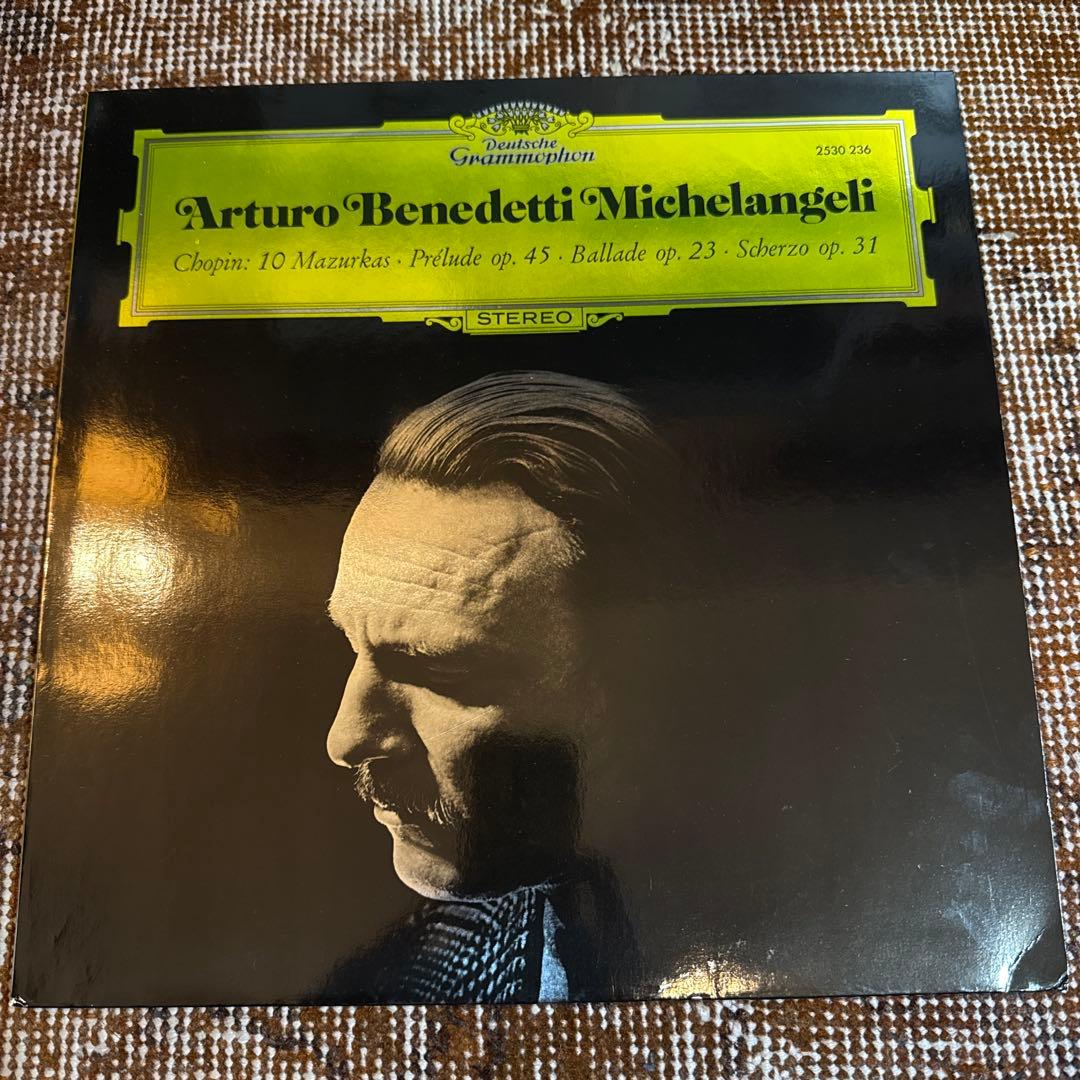 Deutsche
Grammophon
2530 236
Arturo Benedetti Michelangeli
Chopin: 10 Mazurkas · Prélude op. 45 · Ballade op. 23 · Scherzo op. 31
STEREO